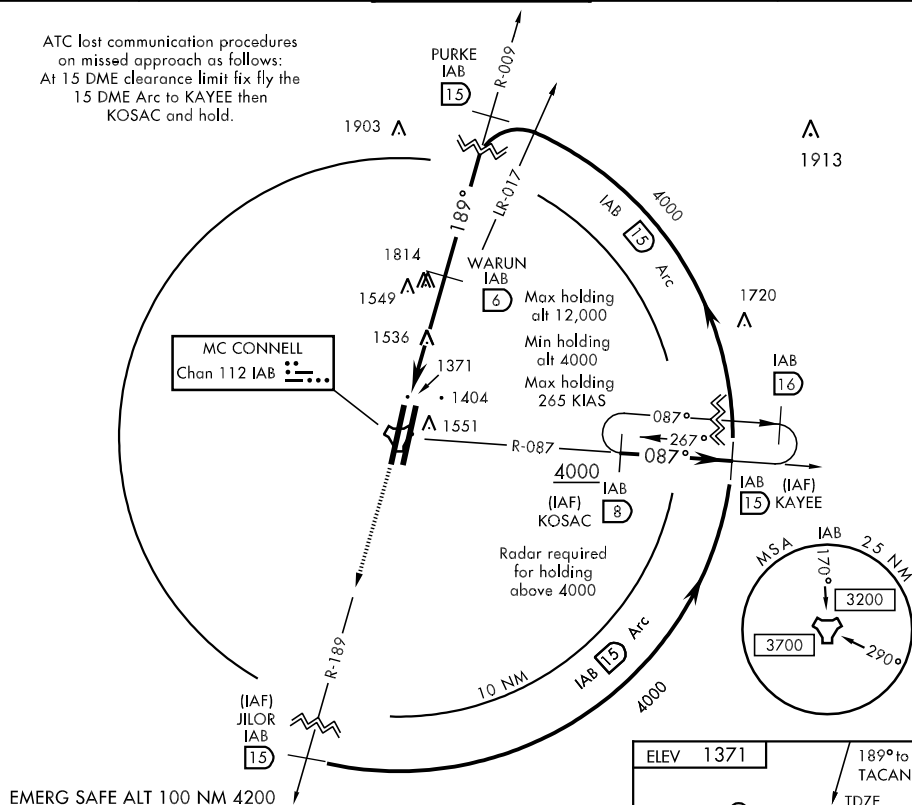 ATC lost communication procedures
on missed approach as follows:
At 15 DME clearance limit fix fly the
15 DME Arc to KAYEE then
KOSAC and hold.
PURKE
IAB
15
R-009
1903
1913
LR-017
189°
4000
IAB 15 Arc
1814
1549
WARUN
IAB
6
Max holding
alt 12,000
Min holding
alt 4000
Max holding
265 KIAS
1720
1536
MC CONNELL
Chan 112 IAB
1371
1404
1551
IAB
16
087°
267°
R-087
087°
4000
(IAF)
KOSAC
IAB
8
IAB
15
(IAF)
KAYEE
Radar required
for holding
above 4000
MSA IAB 25 NM
170°
3200
3700
290°
R-189
10 NM
IAB 15 Arc
4000
(IAF)
JILOR
IAB
15
ELEV 1371
189° to
TACAN
TDZE
EMERG SAFE ALT 100 NM 4200